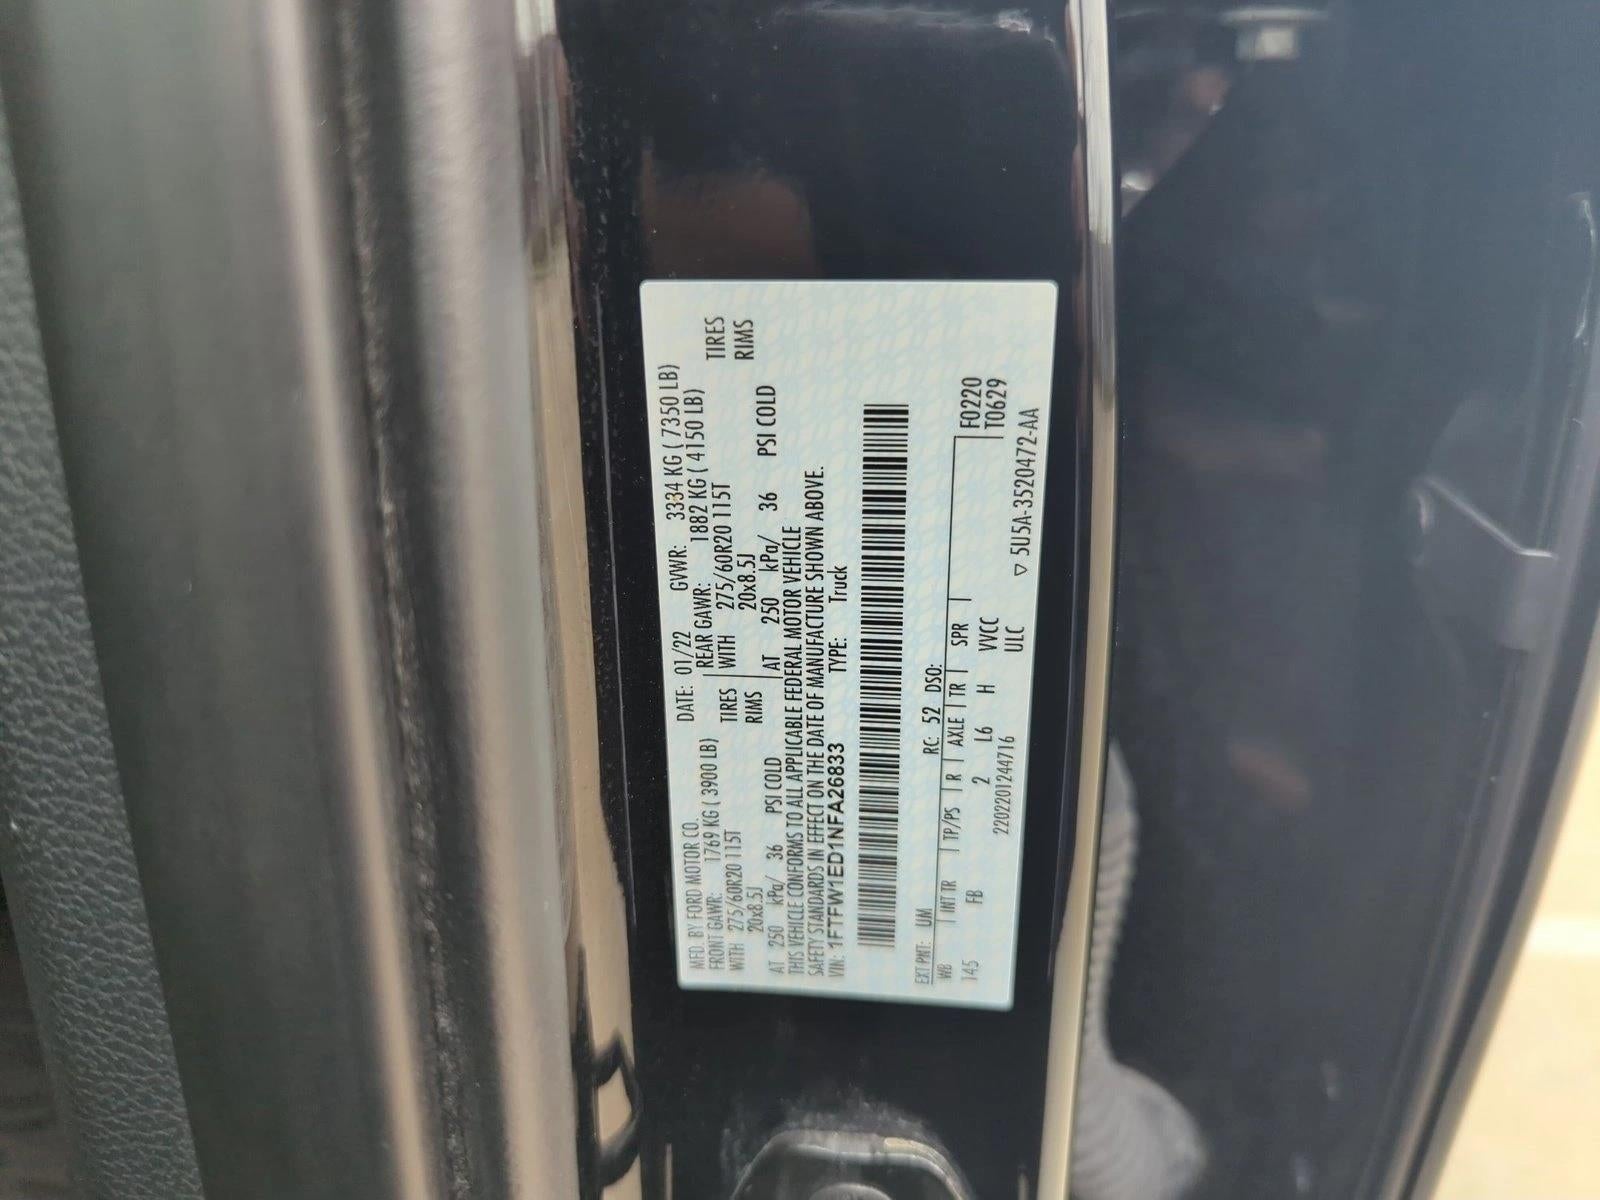 MFD. BY FORD MOTOR CO.
DATE: 01/22 GVWR: 3334 KG ( 7350 LB)
FRONT GAWR: 1769 KG ( 3900 LB) REAR GAWR: 1882 KG ( 4150 LB)
WITH 275/60R20 115T TIRES WITH 275/60R20 115T TIRES
20x8.5J RIMS 20x8.5J RIMS
AT 250 kPa/ 36 PSI COLD AT 250 kPa/ 36 PSI COLD
THIS VEHICLE CONFORMS TO ALL APPLICABLE FEDERAL MOTOR VEHICLE
SAFETY STANDARDS IN EFFECT ON THE DATE OF MANUFACTURE SHOWN ABOVE.
VIN: 1FTFW1ED1NFA26833 TYPE: Truck
EXT PNT: UM RC: 52 DSO:
WB INT TR TP/PS R AXLE TR SPR F0220
145 FB 2 L6 H VVCC T0629
2202201244716 ULC
▽ 5U5A-3520472-AA